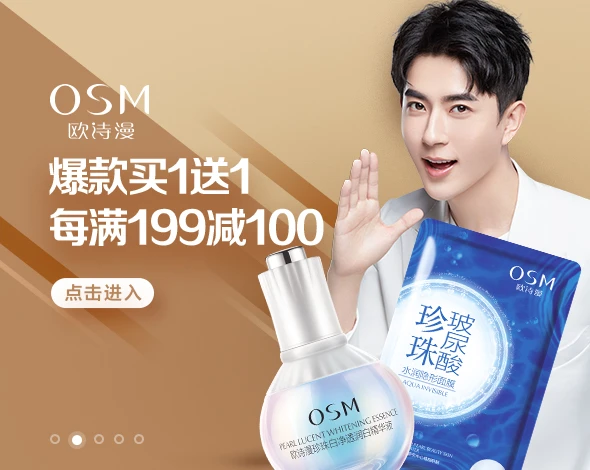 OSM
欧诗漫
爆款买1送1
每满199减100
点击进入
OSM
PEARL LUCENT WHITENING ESSENCE
欧诗漫珍珠白净透润白精华液
OSM
欧诗漫
珍珠
玻尿酸
水润隐形面膜
AQUA INVISIBLE